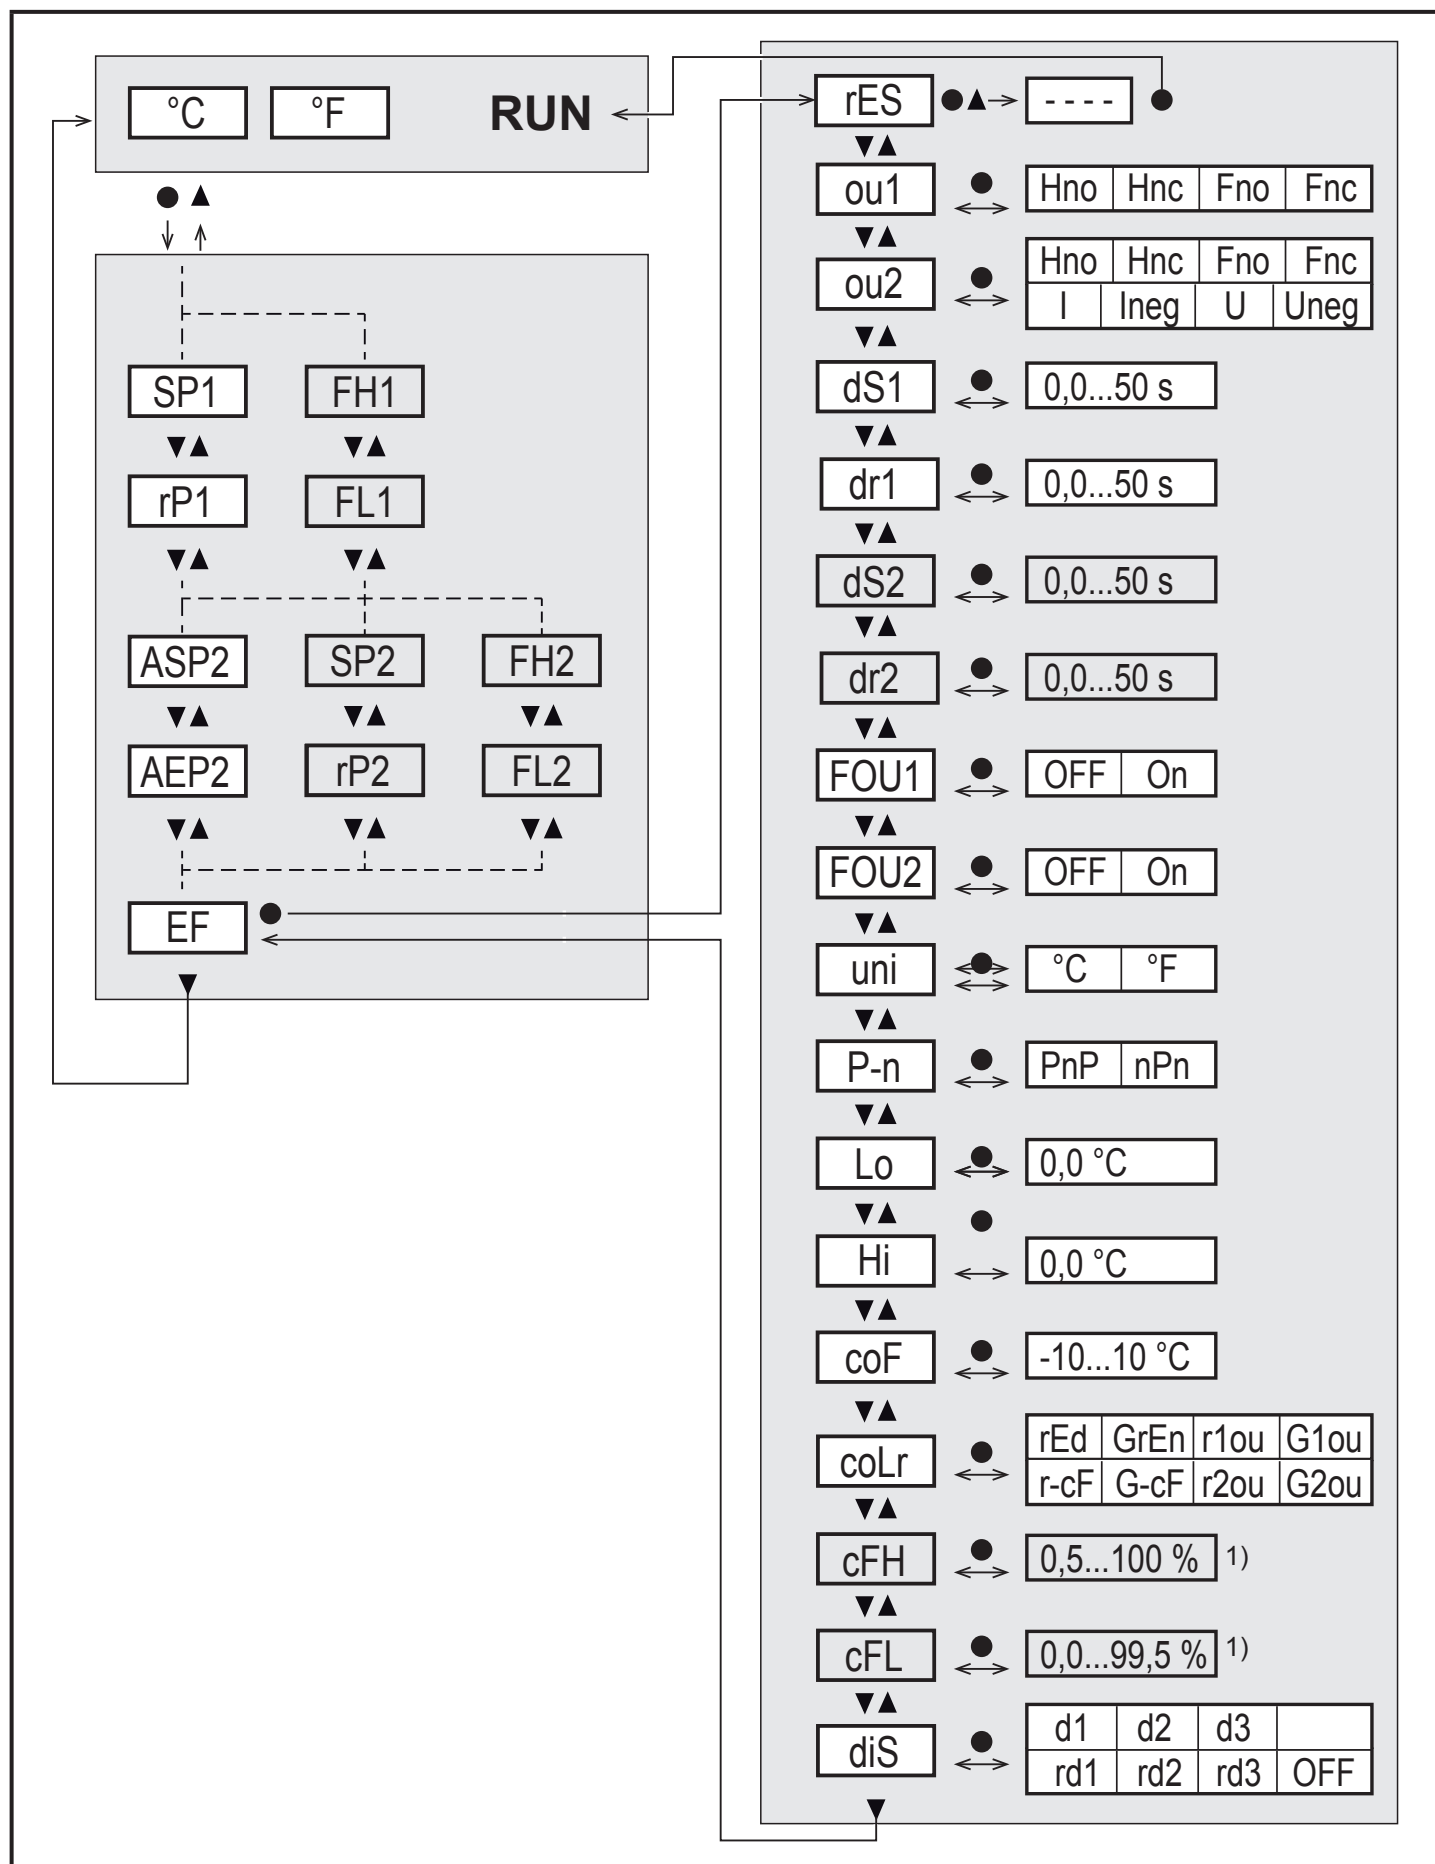 °C °F RUN
SP1 FH1
rP1 FL1
ASP2 SP2 FH2
AEP2 rP2 FL2
EF
rES - - - -
ou1 Hno Hnc Fno Fnc
ou2 Hno Hnc Fno Fnc
I Ineg U Uneg
dS1 0,0...50 s
dr1 0,0...50 s
dS2 0,0...50 s
dr2 0,0...50 s
FOU1 OFF On
FOU2 OFF On
uni °C °F
P-n PnP nPn
Lo 0,0 °C
Hi 0,0 °C
coF -10...10 °C
coLr rEd GrEn r1ou G1ou
r-cF G-cF r2ou G2ou
cFH 0,5...100 % 1)
cFL 0,0...99,5 % 1)
diS d1 d2 d3
rd1 rd2 rd3 OFF